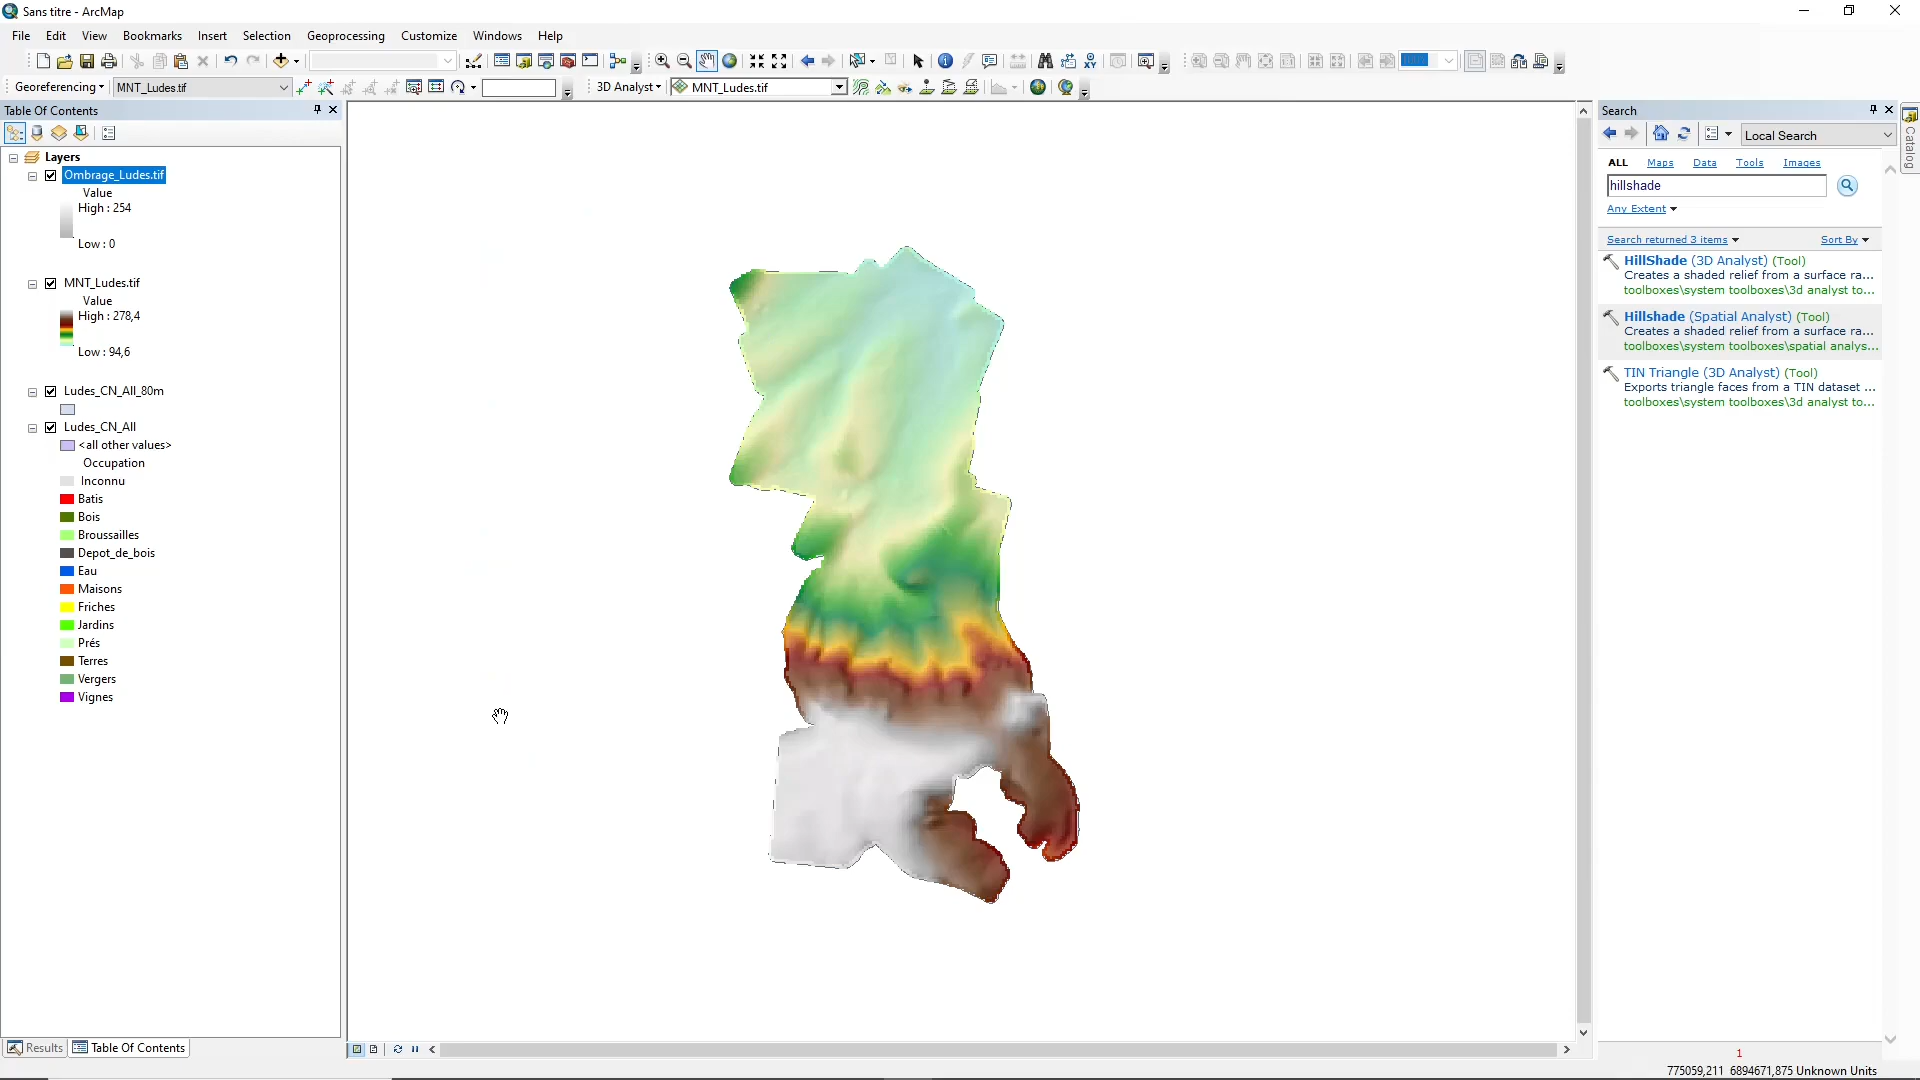 Sans titre - ArcMap
File Edit View Bookmarks Insert Selection Geoprocessing Customize Windows Help
Georeferencing MNT_Ludes.tif 3D Analyst MNT_Ludes.tif
Table Of Contents
Layers
Ombrage_Ludes.tif
Value
High : 254
Low : 0
MNT_Ludes.tif
Value
High : 278,4
Low : 94,6
Ludes_CN_All_80m
Ludes_CN_All
<all other values>
Occupation
Inconnu
Batis
Bois
Broussailles
Depot_de_bois
Eau
Maisons
Friches
Jardins
Prés
Terres
Vergers
Vignes
Results Table Of Contents
Search
Local Search
ALL Maps Data Tools Images
hillshade
Any Extent
Search returned 3 items Sort By
HillShade (3D Analyst) (Tool)
Creates a shaded relief from a surface ra...
toolboxes\system toolboxes\3d analyst to...
Hillshade (Spatial Analyst) (Tool)
Creates a shaded relief from a surface ra...
toolboxes\system toolboxes\spatial analys...
TIN Triangle (3D Analyst) (Tool)
Exports triangle faces from a TIN dataset ...
toolboxes\system toolboxes\3d analyst to...
Catalog
1
775059,211 6894671,875 Unknown Units